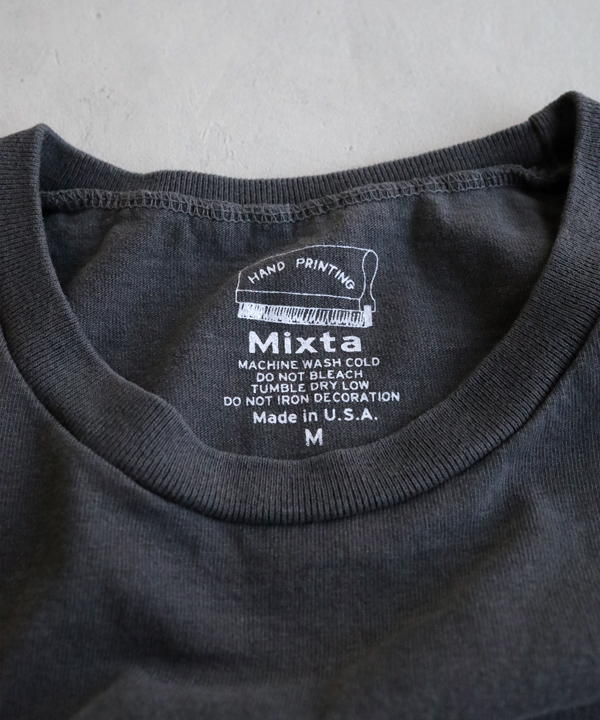 HAND PRINTING
Mixta
MACHINE WASH COLD
DO NOT BLEACH
TUMBLE DRY LOW
DO NOT IRON DECORATION
Made in U.S.A.
M